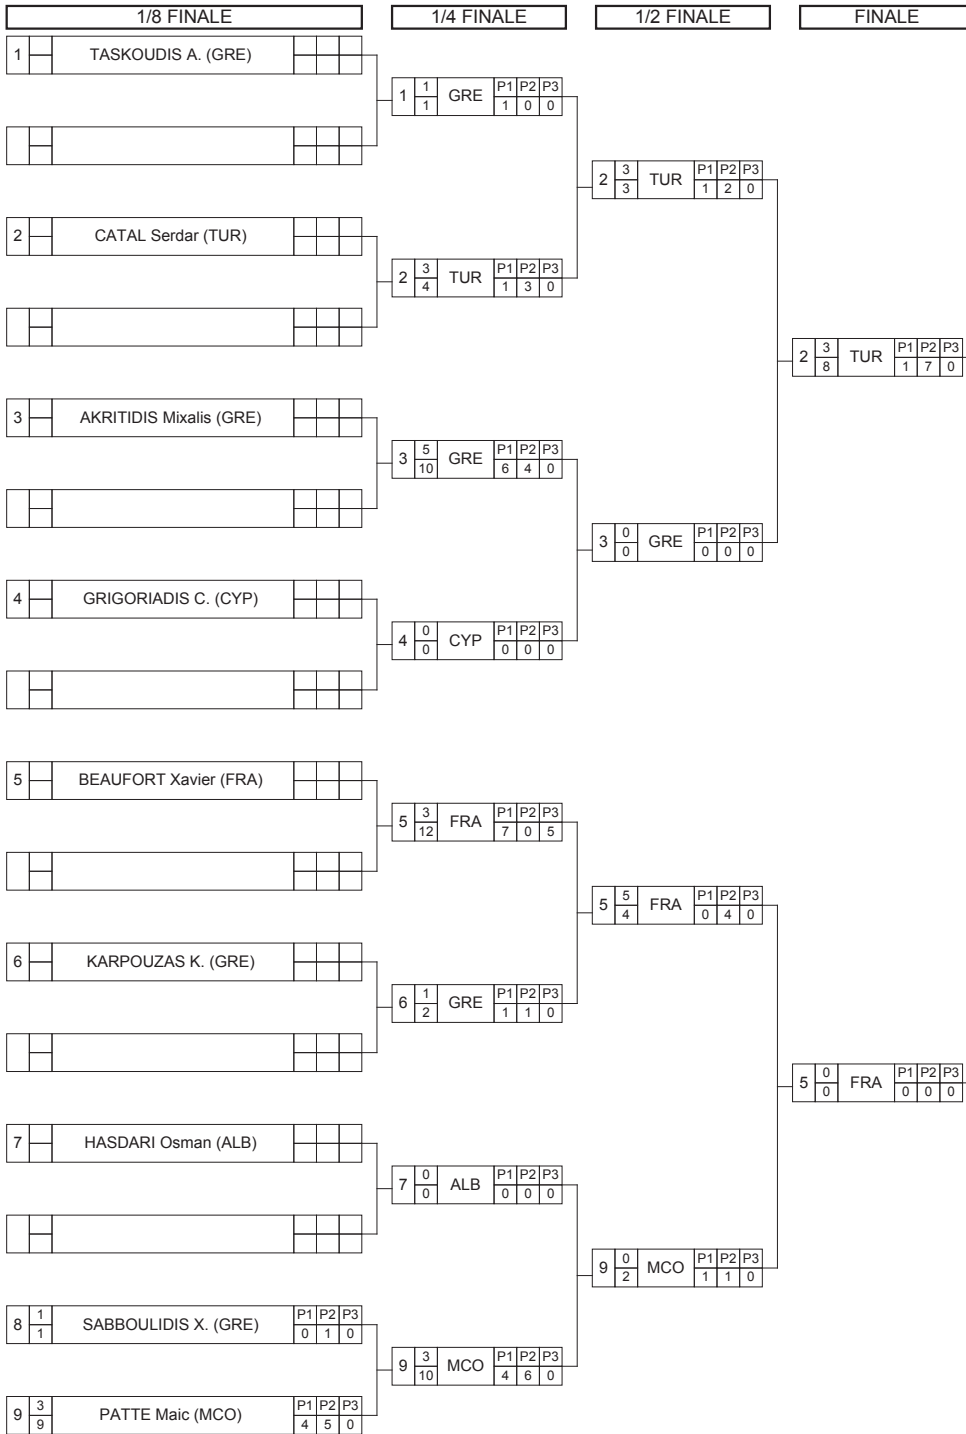 1/8 FINALE 1/4 FINALE 1/2 FINALE FINALE
1 TASKOUDIS A. (GRE)
1 1 GRE P1 P2 P3
1 1 0 0
2 3 TUR P1 P2 P3
3 1 2 0
2 CATAL Serdar (TUR)
2 3 TUR P1 P2 P3
4 1 3 0
2 3 TUR P1 P2 P3
8 1 7 0
3 AKRITIDIS Mixalis (GRE)
3 5 GRE P1 P2 P3
10 6 4 0
3 0 GRE P1 P2 P3
0 0 0 0
4 GRIGORIADIS C. (CYP)
4 0 CYP P1 P2 P3
0 0 0 0
5 BEAUFORT Xavier (FRA)
5 3 FRA P1 P2 P3
12 7 0 5
5 5 FRA P1 P2 P3
4 0 4 0
6 KARPOUZAS K. (GRE)
6 1 GRE P1 P2 P3
2 1 1 0
5 0 FRA P1 P2 P3
0 0 0 0
7 HASDARI Osman (ALB)
7 0 ALB P1 P2 P3
0 0 0 0
9 0 MCO P1 P2 P3
2 1 1 0
8 1 SABBOULIDIS X. (GRE) P1 P2 P3
1 0 1 0
9 3 MCO P1 P2 P3
10 4 6 0
9 3 PATTE Maic (MCO) P1 P2 P3
9 4 5 0